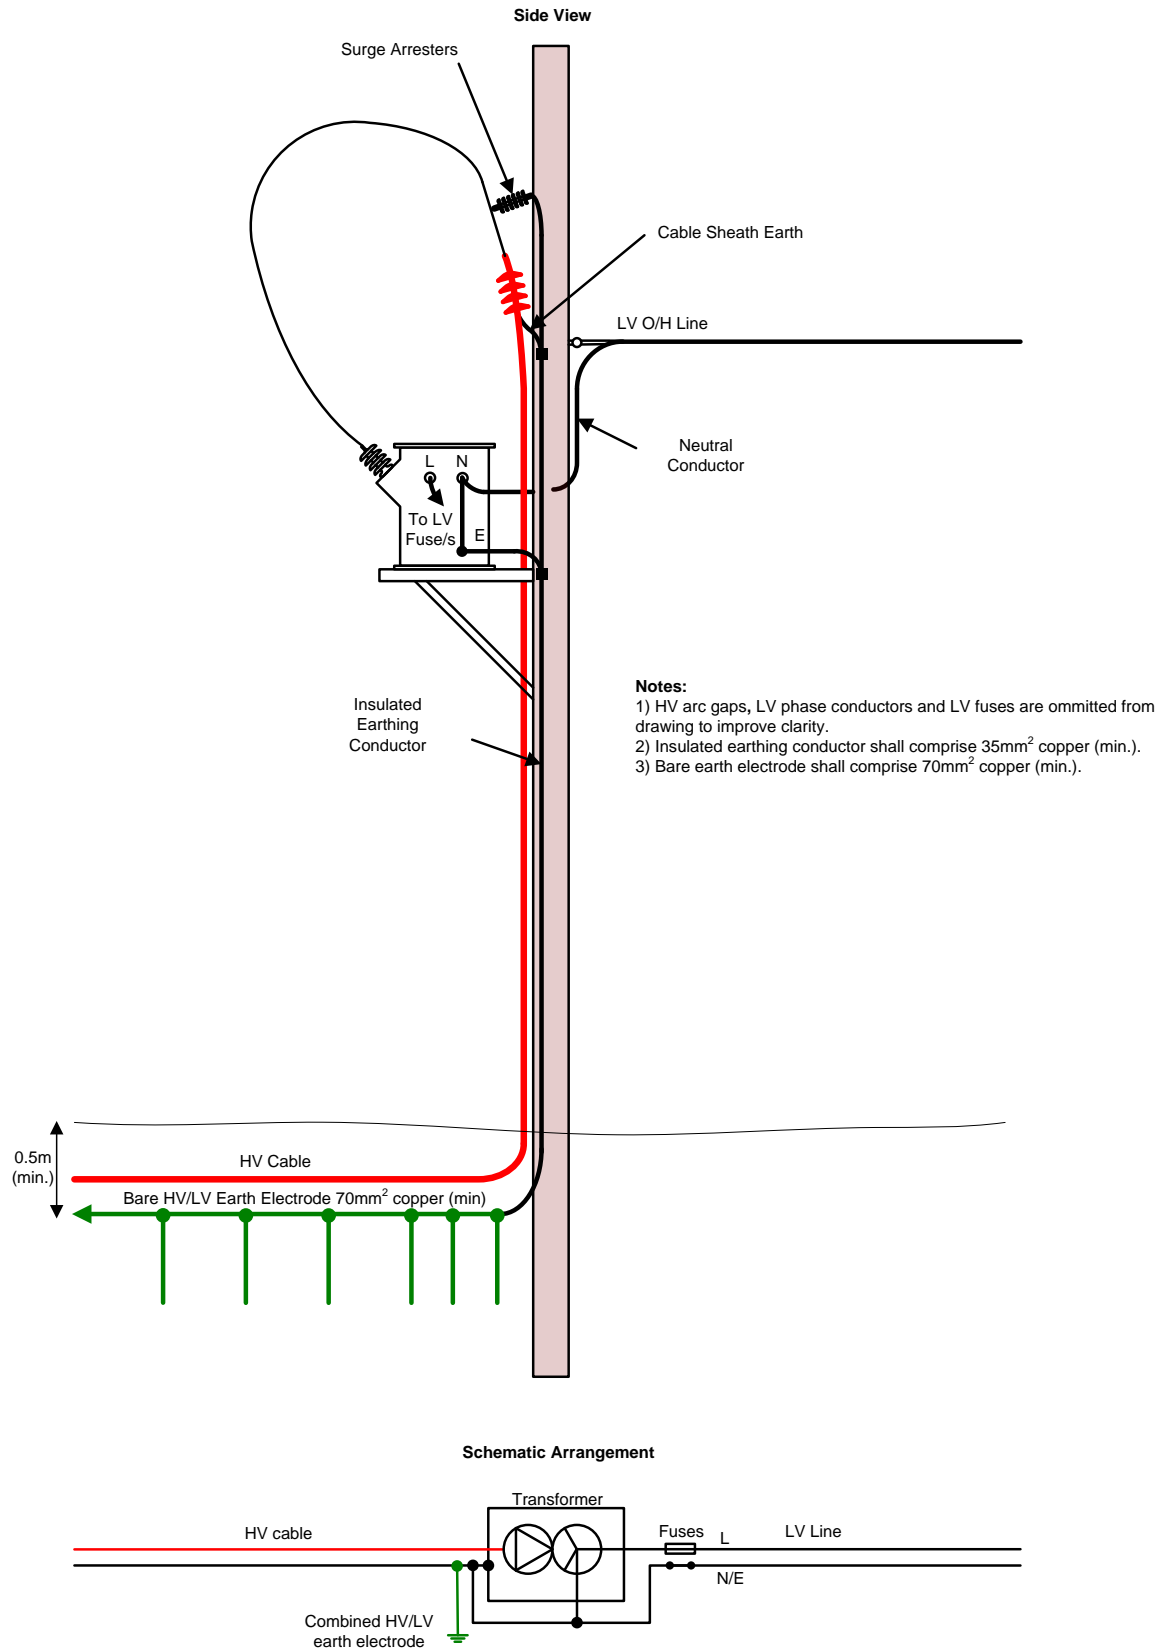 Side View
Surge Arresters
Cable Sheath Earth
LV O/H Line
Neutral
Conductor
L N
To LV
Fuse/s
E
Insulated
Earthing
Conductor
Notes:
1) HV arc gaps, LV phase conductors and LV fuses are ommitted from
drawing to improve clarity.
2) Insulated earthing conductor shall comprise 35mm² copper (min.).
3) Bare earth electrode shall comprise 70mm² copper (min.).
0.5m
(min.)
HV Cable
Bare HV/LV Earth Electrode 70mm² copper (min)
Schematic Arrangement
Transformer
HV cable
Fuses
L
LV Line
N/E
Combined HV/LV
earth electrode